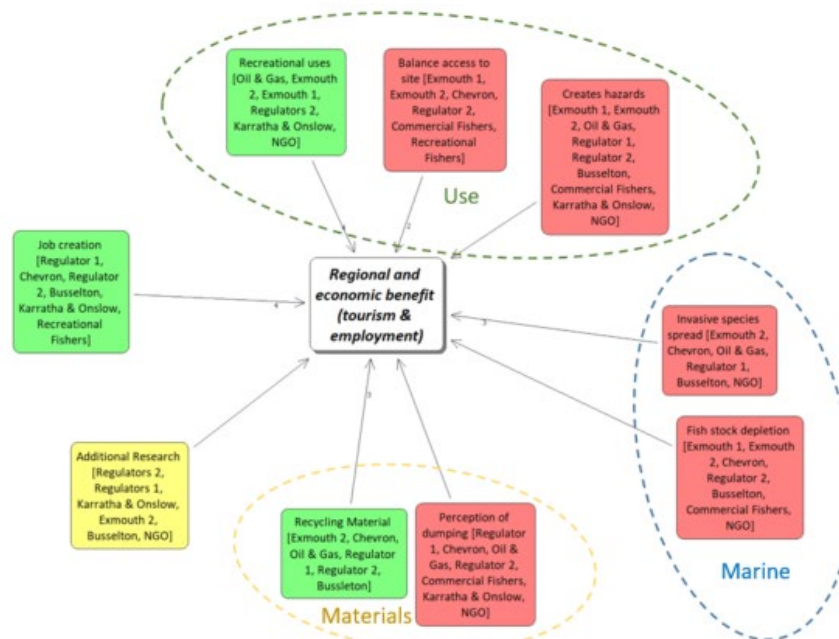 Recreational uses
[Oil & Gas, Exmouth
2, Exmouth 1,
Regulators 2,
Karratha & Onslow,
NGO]
Balance access to
site [Exmouth 1,
Exmouth 2, Chevron,
Regulator 2,
Commercial Fishers,
Recreational
Fishers]
Creates hazards
[Exmouth 1, Exmouth
2, Oil & Gas,
Regulator 1,
Regulator 2,
Busselton,
Commercial Fishers,
Karratha & Onslow,
NGO]
Use
Job creation
[Regulator 1,
Chevron, Regulator
2, Busselton,
Karratha & Onslow,
Recreational
Fishers]
4
Regional and
economic benefit
(tourism &
employment)
Invasive species
spread [Exmouth 2,
Chevron, Oil & Gas,
Regulator 1,
Busselton, NGO]
Fish stock depletion
[Exmouth 1, Exmouth
2, Chevron,
Regulator 2,
Busselton,
Commercial Fishers,
NGO]
Marine
Additional Research
[Regulators 2,
Regulators 1,
Karratha & Onslow,
Exmouth 2,
Busselton, NGO]
Recycling Material
[Exmouth 2, Chevron,
Oil & Gas, Regulator
1, Regulator 2,
Bussleton]
Perception of
dumping [Regulator
1, Chevron, Oil &
Gas, Regulator 2,
Commercial Fishers,
Karratha & Onslow,
NGO]
Materials